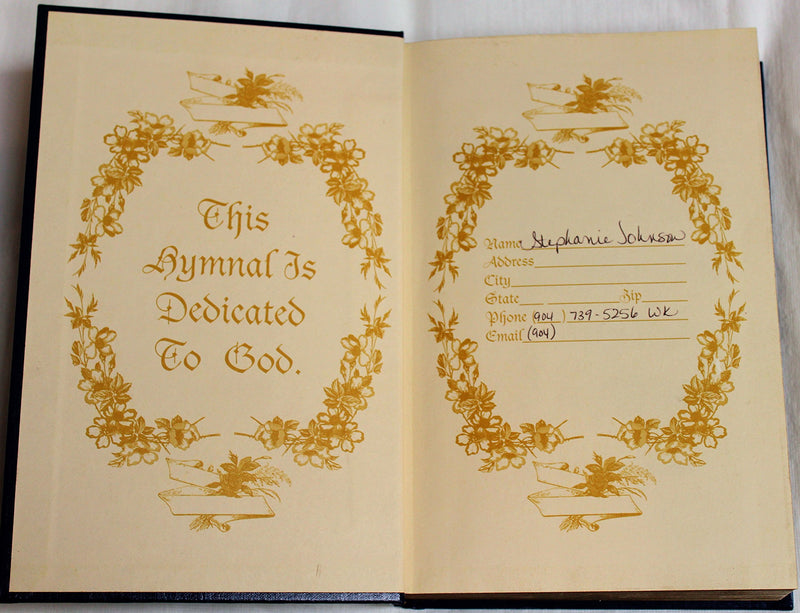 This
Hymnal Is
Dedicated
To God.
Name Stephanie Johnson
Address
City
State Zip
Phone (904) 739-5256 WK
Email (904)